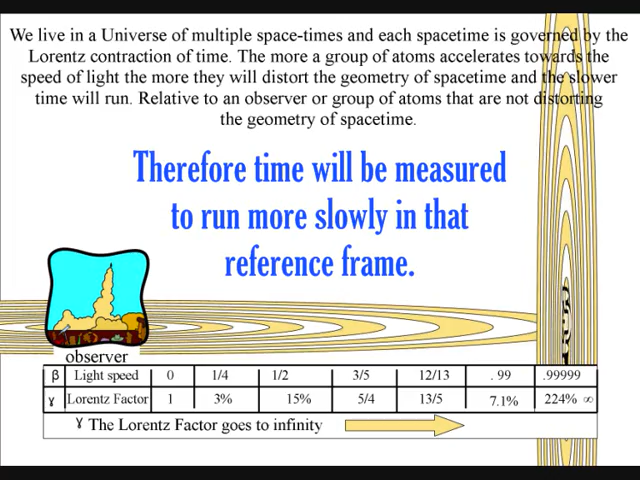 We live in a Universe of multiple space-times and each spacetime is governed by the
Lorentz contraction of time. The more a group of atoms accelerates towards the
speed of light the more they will distort the geometry of spacetime and the slower
time will run. Relative to an observer or group of atoms that are not distorting
the geometry of spacetime.
Therefore time will be measured
to run more slowly in that
reference frame.
observer
β Light speed 0 1/4 1/2 3/5 12/13 . 99 .99999
γ Lorentz Factor 1 3% 15% 5/4 13/5 7.1% 224% ∞
γ The Lorentz Factor goes to infinity